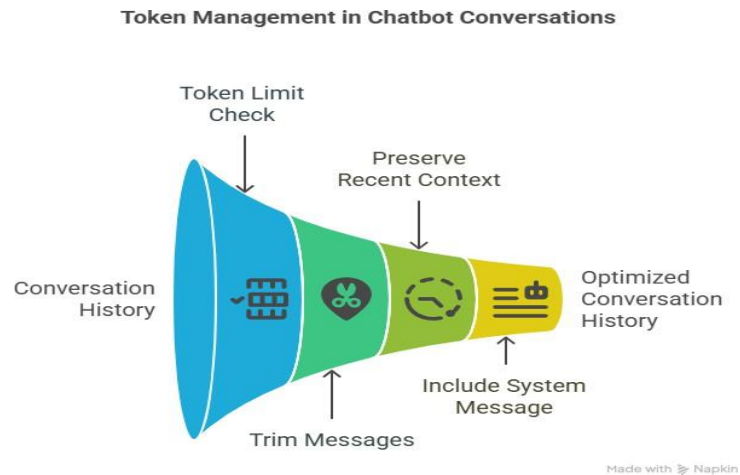 Token Management in Chatbot Conversations
Token Limit
Check
Preserve
Recent Context
Conversation
History
Optimized
Conversation
History
Include System
Message
Trim Messages
Made with Napkin